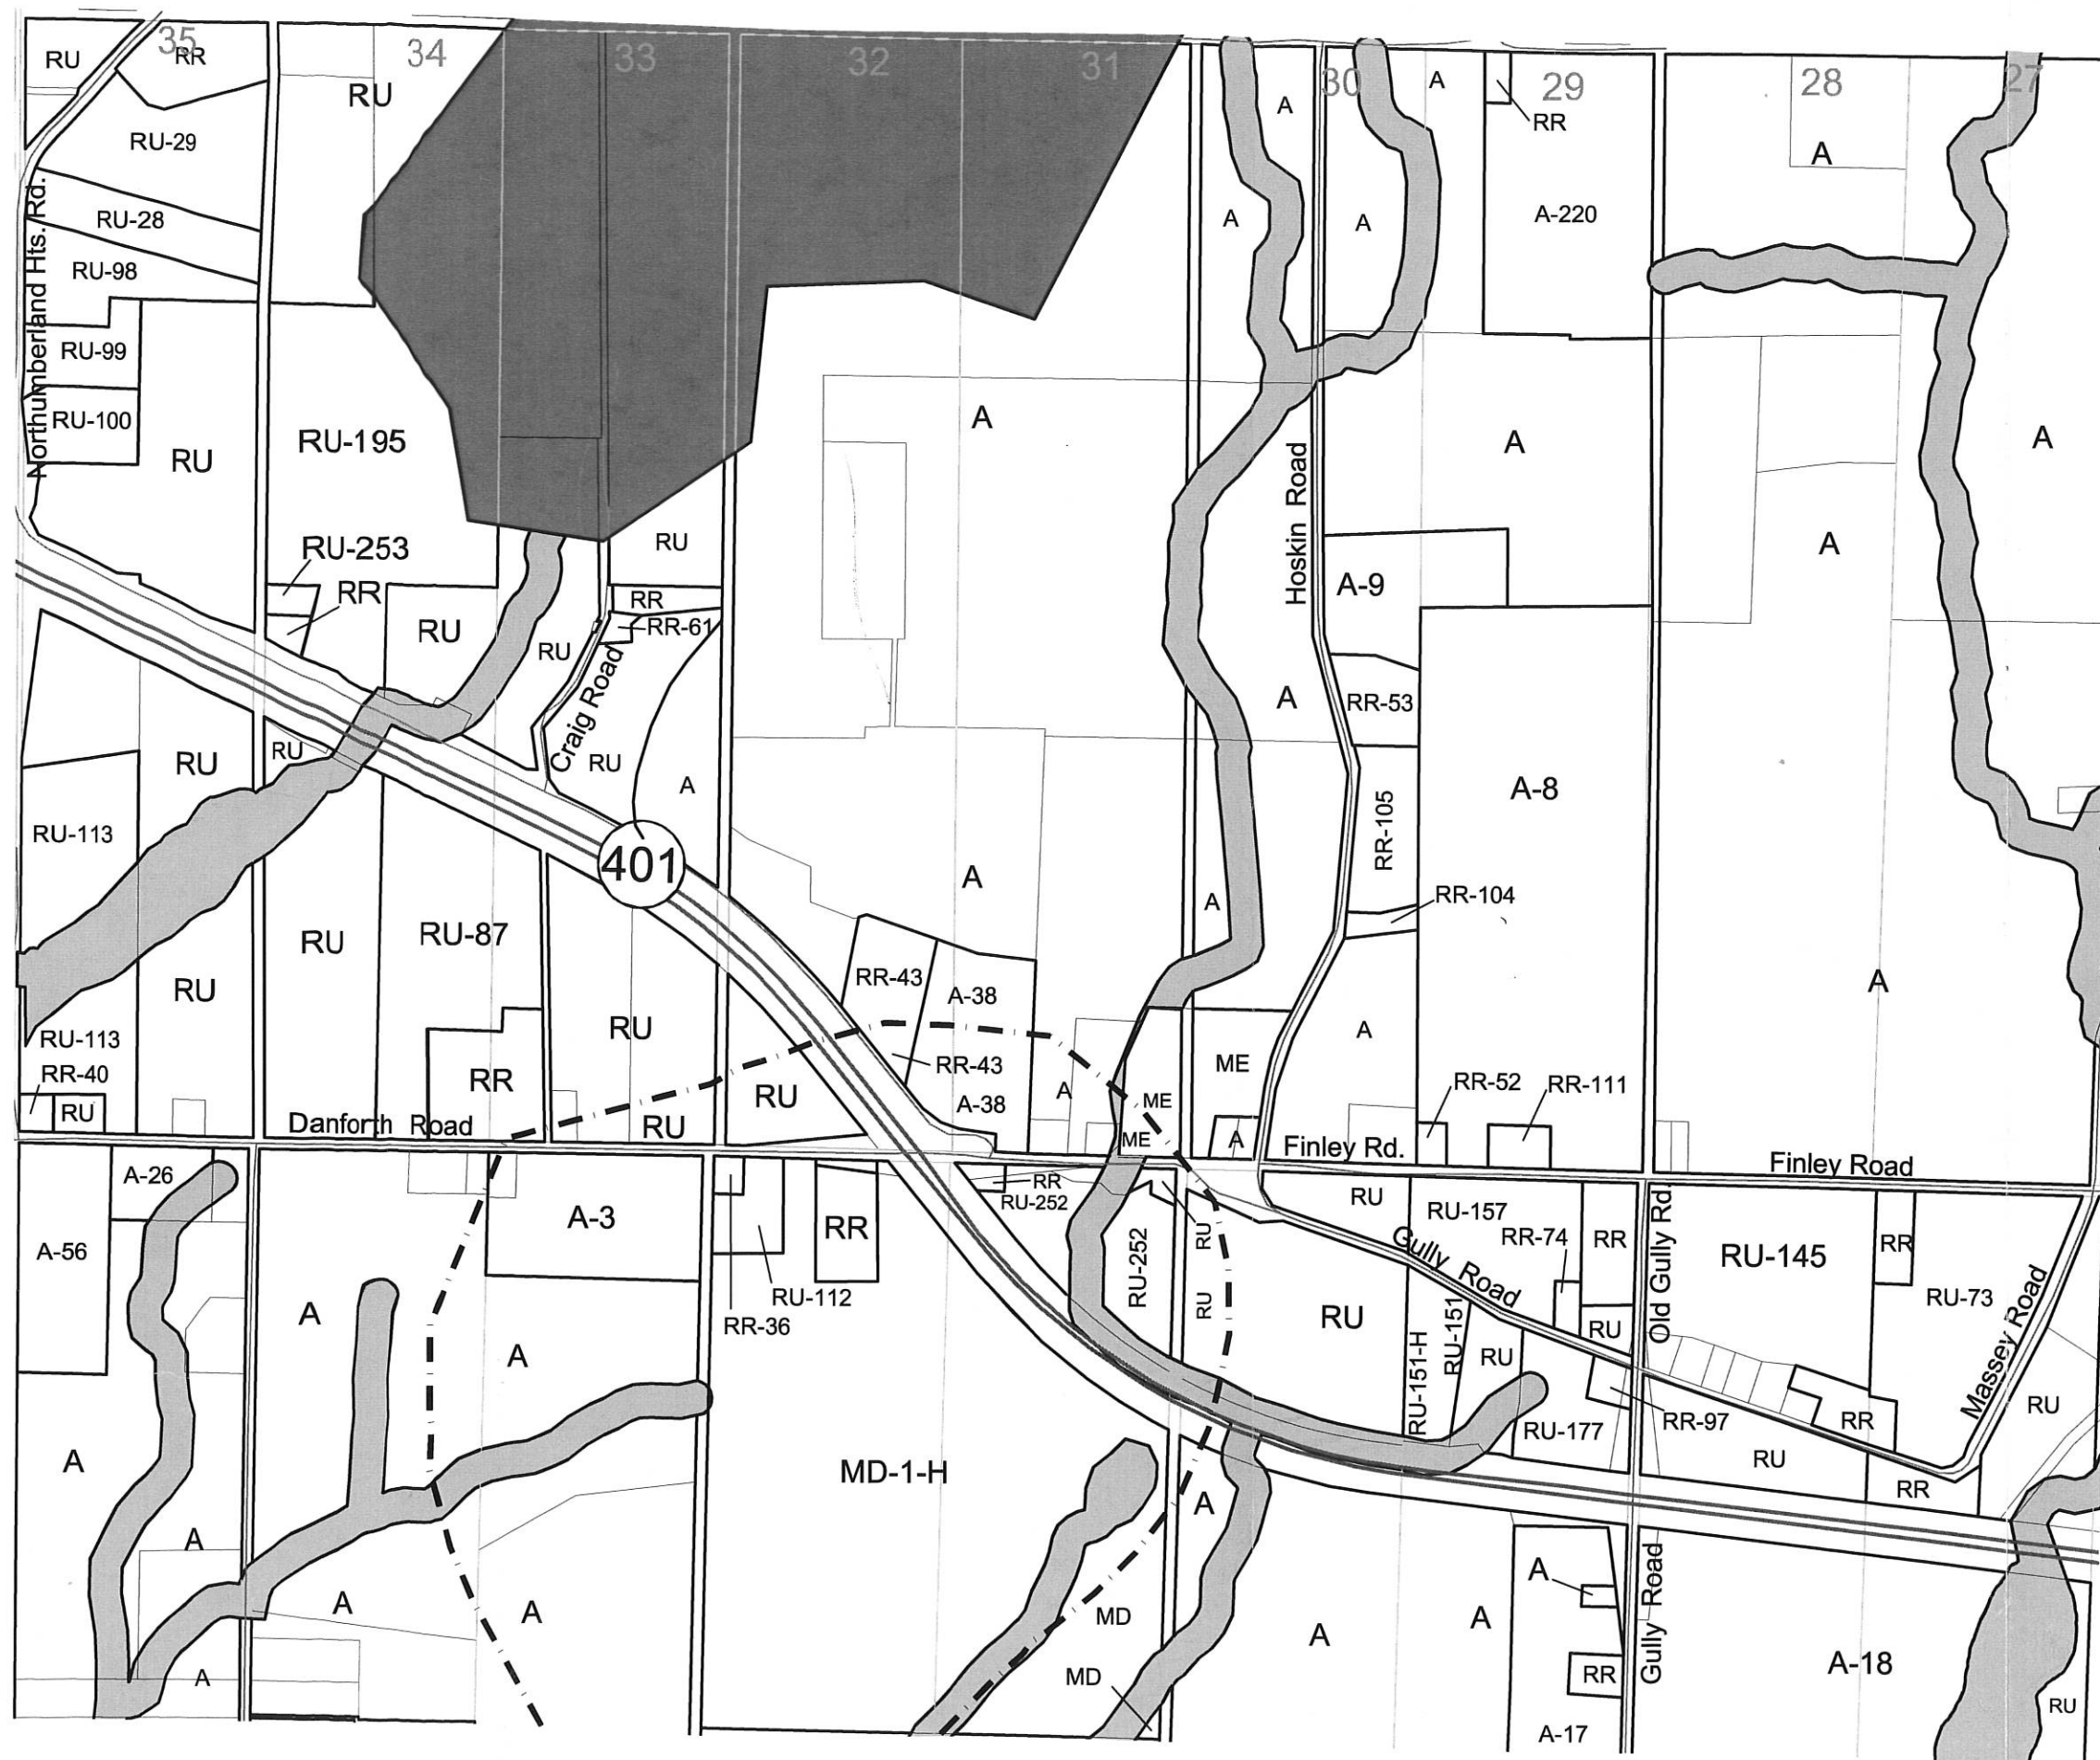 35
34
33
32
31
30
29
28
27
RU
RR
RU
A
A
RR
A
RU-29
A-220
RU-28
A
A
RU-98
Northumberland Hts. Rd.
RU-99
RU-100
RU
RU-195
A
Hoskin Road
A
A
RU-253
RU
A
RR
RR
A-9
RU
RR-61
RU
Craig Road
A
RR-53
RU
RU
RU
A
A-8
RU-113
401
RR-105
A
A
RR-104
RU
RU-87
RR-43
A-38
A
RU
RU
A
RU-113
ME
RR-40
RR
RR-43
RR-52
RR-111
RU
RU
A
ME
A-38
Danforth Road
RU
ME
A
Finley Rd.
Finley Road
A-26
RR
RU-252
RU
RU-157
A-56
A-3
RR
RU-252
RU
Gully Road
RR-74
RR
Old Gully Rd.
RU-145
RR
RU-112
RR-36
RU
RU
RU-73
Massey Road
A
A
RU-151-H
RU-151
RU
RU
RU
RR-97
RR
RU-177
A
MD-1-H
RU
RR
A
A
A
Gully Road
A
A
MD
A
A
A
A
MD
RR
A-18
RU
A-17